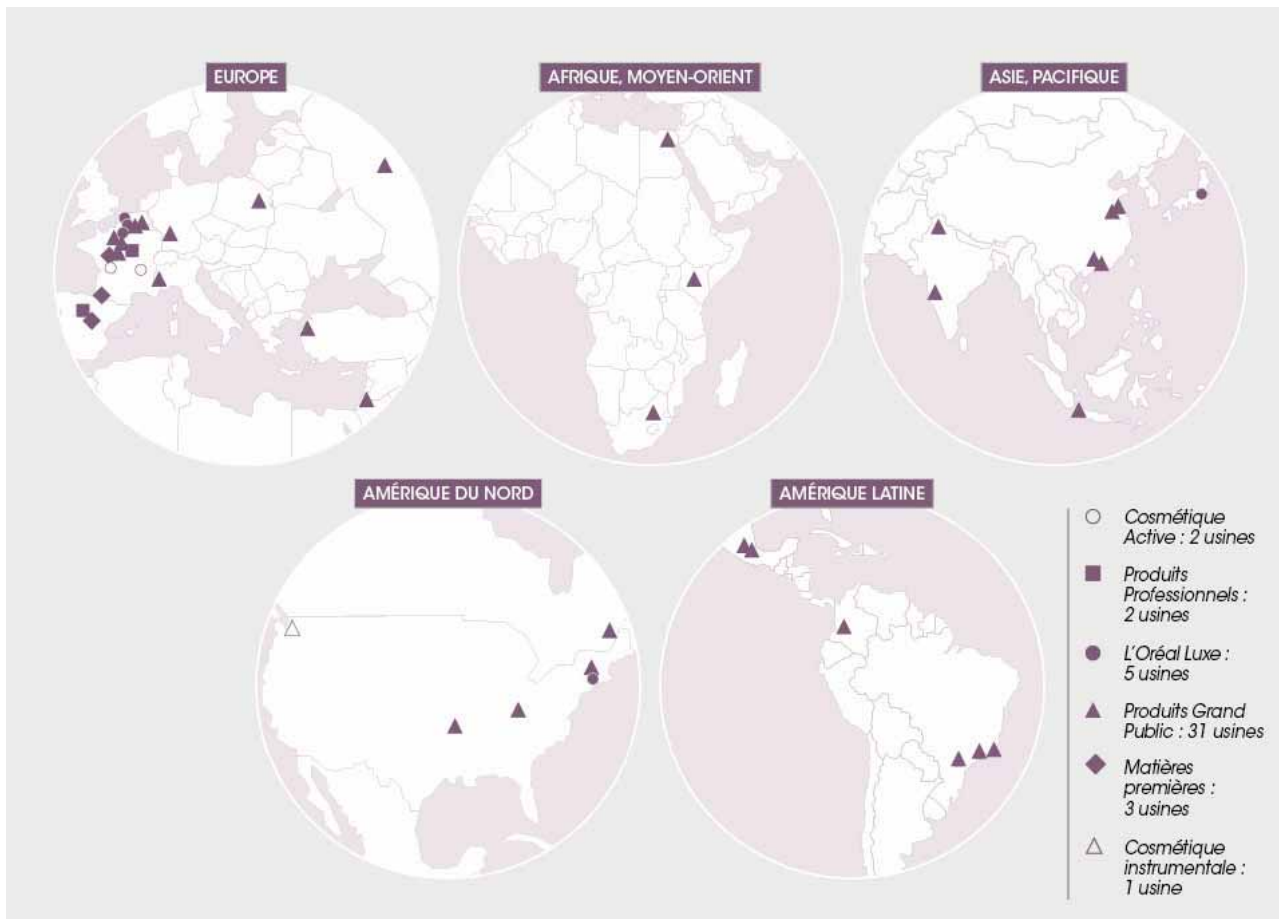 EUROPE
AFRIQUE, MOYEN-ORIENT
ASIE, PACIFIQUE
AMÉRIQUE DU NORD
AMÉRIQUE LATINE
Cosmétique
Active : 2 usines
Produits
Professionnels :
2 usines
L'Oréal Luxe :
5 usines
Produits Grand
Public : 31 usines
Matières
premières :
3 usines
Cosmétique
instrumentale :
1 usine